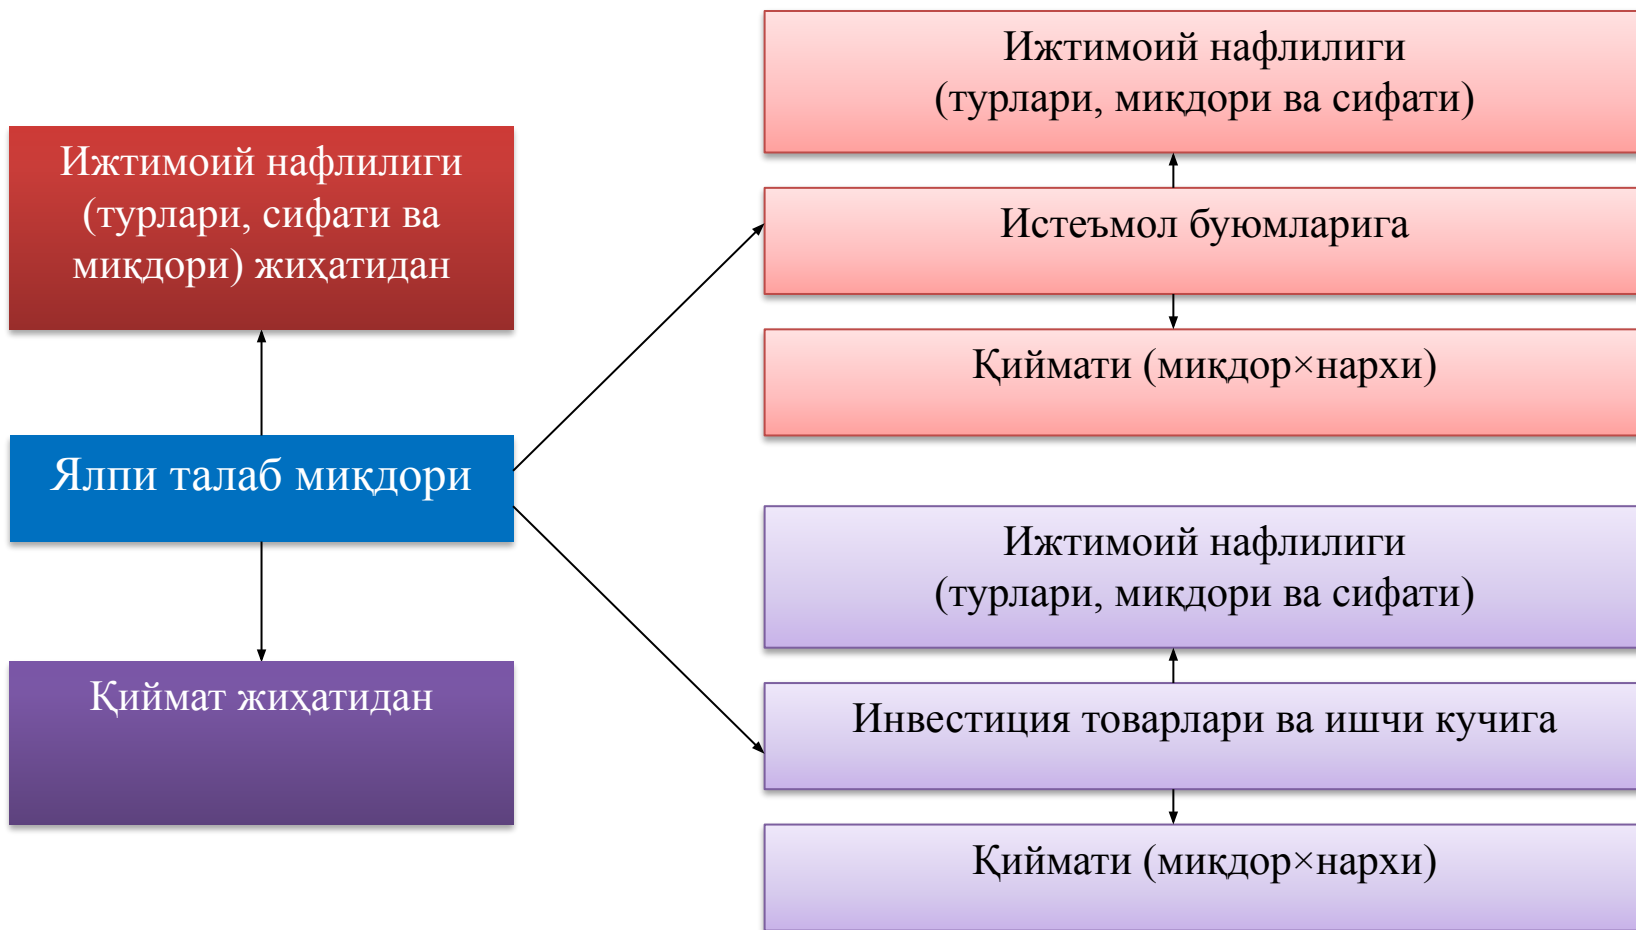 Ижтимоий нафлилиги
(турлари, сифати ва
миқдори) жиҳатидан
Ялпи талаб миқдори
Қиймат жиҳатидан
Ижтимоий нафлилиги
(турлари, миқдори ва сифати)
Истеъмол буюмларига
Қиймати (миқдор×нархи)
Ижтимоий нафлилиги
(турлари, миқдори ва сифати)
Инвестиция товарлари ва ишчи кучига
Қиймати (миқдор×нархи)